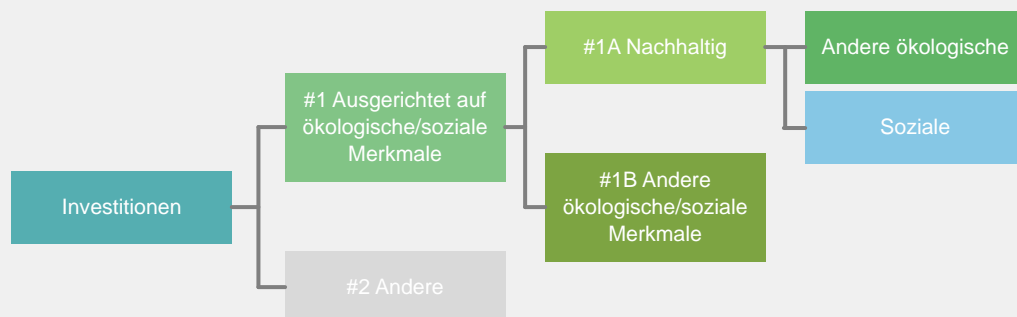 Investitionen
#1 Ausgerichtet auf
ökologische/soziale
Merkmale
#2 Andere
#1A Nachhaltig
#1B Andere
ökologische/soziale
Merkmale
Andere ökologische
Soziale